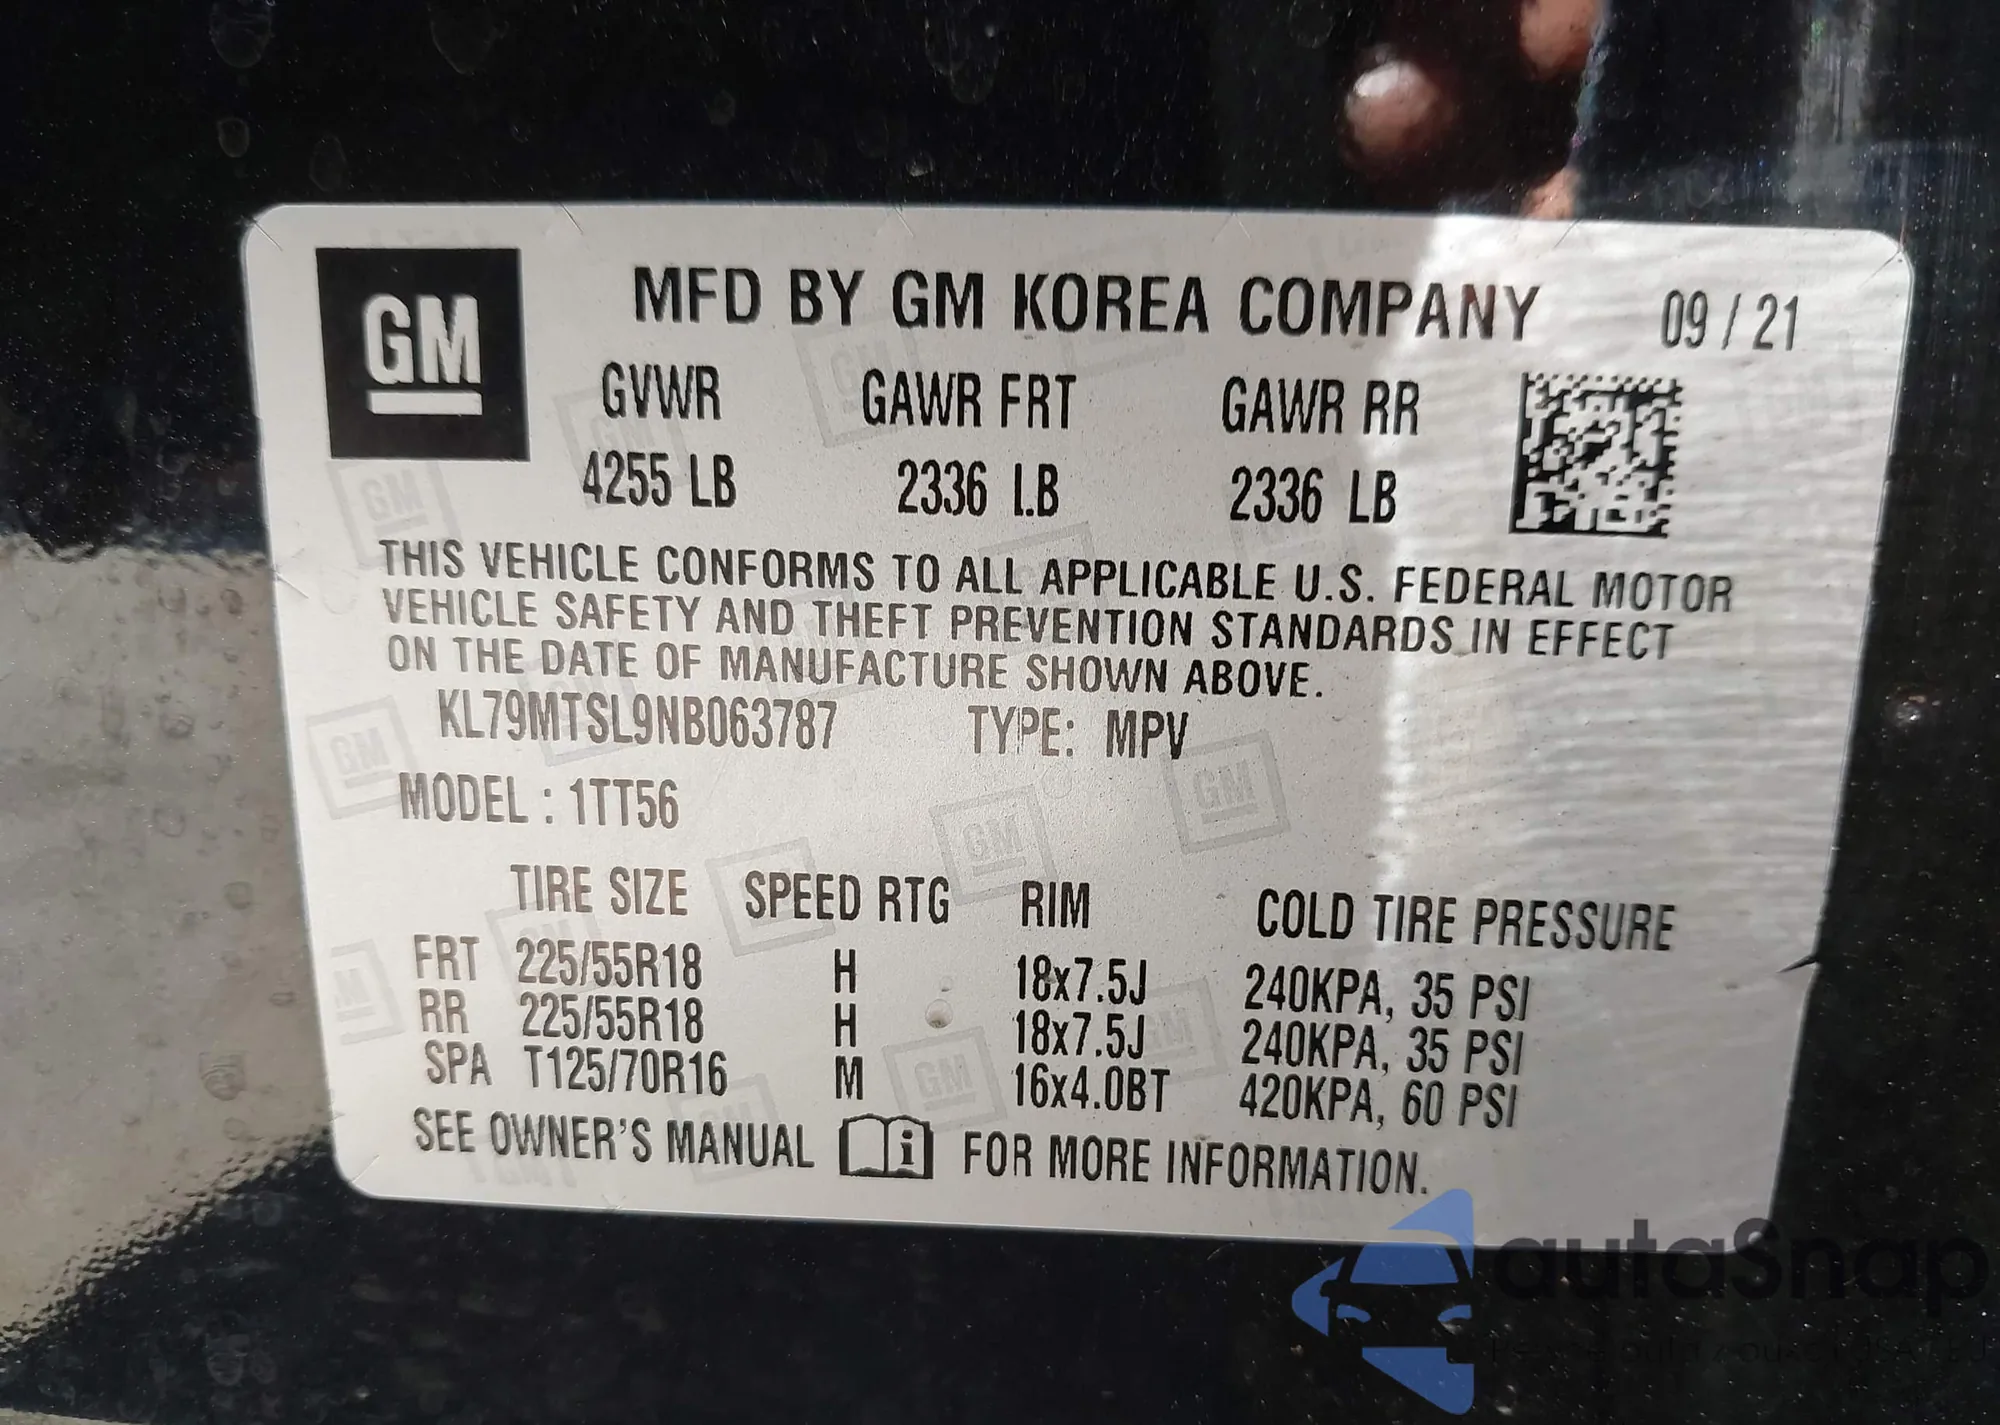 GM
MFD BY GM KOREA COMPANY 09 / 21
GVWR GAWR FRT GAWR RR
4255 LB 2336 LB 2336 LB
THIS VEHICLE CONFORMS TO ALL APPLICABLE U.S. FEDERAL MOTOR
VEHICLE SAFETY AND THEFT PREVENTION STANDARDS IN EFFECT
ON THE DATE OF MANUFACTURE SHOWN ABOVE.
KL79MTSL9NB063787 TYPE: MPV
MODEL : 1TT56
TIRE SIZE SPEED RTG RIM COLD TIRE PRESSURE
FRT 225/55R18 H 18x7.5J 240KPA, 35 PSI
RR 225/55R18 H 18x7.5J 240KPA, 35 PSI
SPA T125/70R16 M 16x4.0BT 420KPA, 60 PSI
SEE OWNER'S MANUAL i FOR MORE INFORMATION.
autaSnap